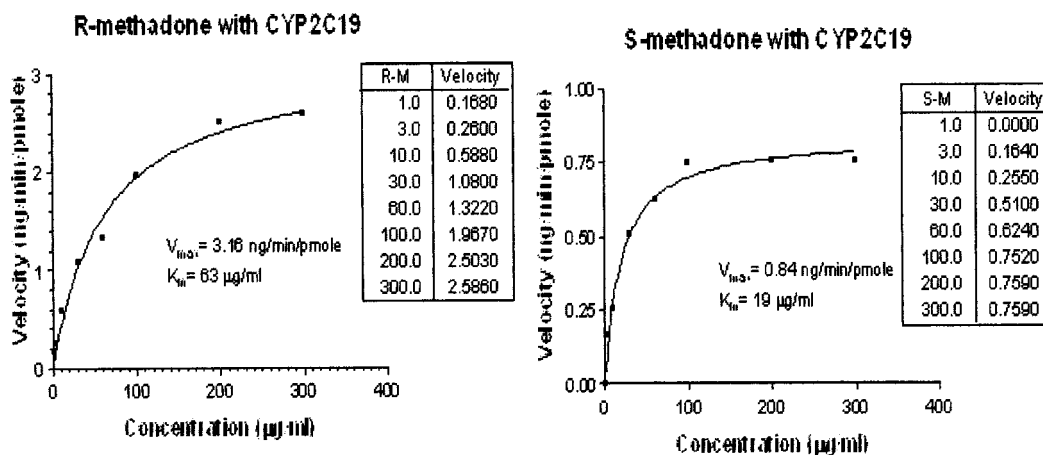 R-methadone with CYP2C19
Velocity (ng/min/pmole)
3
2
1
0
R-M Velocity
1.0 0.1680
3.0 0.2600
10.0 0.5880
30.0 1.0800
60.0 1.3220
100.0 1.9670
200.0 2.5030
300.0 2.5860
Vmax= 3.16 ng/min/pmole
Km= 63 µg/ml
0 100 200 300 400
Concentration (µg/ml)
S-methadone with CYP2C19
Velocity (ng/min/pmole)
1.00
0.75
0.50
0.25
0.00
S-M Velocity
1.0 0.0000
3.0 0.1640
10.0 0.2550
30.0 0.5100
60.0 0.6240
100.0 0.7520
200.0 0.7590
300.0 0.7590
Vmax= 0.84 ng/min/pmole
Km= 19 µg/ml
0 100 200 300 400
Concentration (µg/ml)